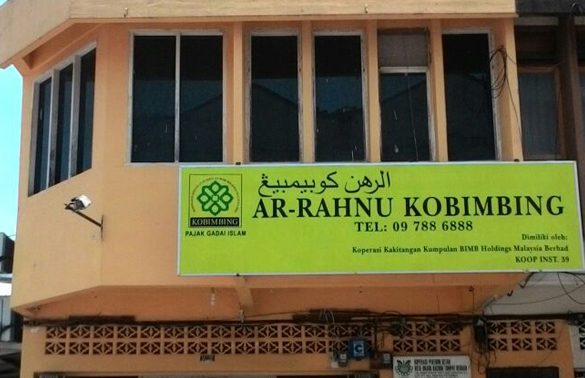 الرهن كوبيمبيڠ
AR-RAHNU KOBIMBING
TEL: 09 788 6888
KOBIMBING
PAJAK GADAI ISLAM
Dimiliki oleh:
Koperasi Kakitangan Kumpulan BIMB Holdings Malaysia Berhad
KOOP INST. 39